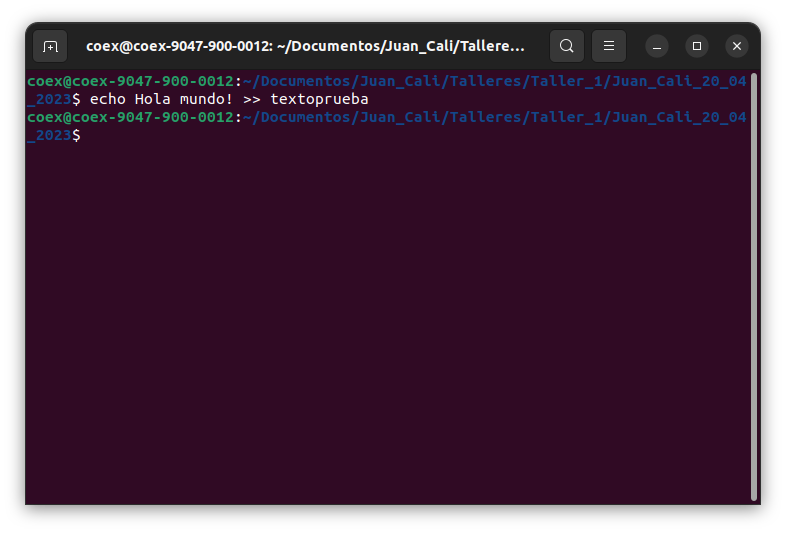 coex@coex-9047-900-0012: ~/Documentos/Juan_Cali/Tallere...
coex@coex-9047-900-0012:~/Documentos/Juan_Cali/Talleres/Taller_1/Juan_Cali_20_04
_2023$ echo Hola mundo! >> textoprueba
coex@coex-9047-900-0012:~/Documentos/Juan_Cali/Talleres/Taller_1/Juan_Cali_20_04
_2023$